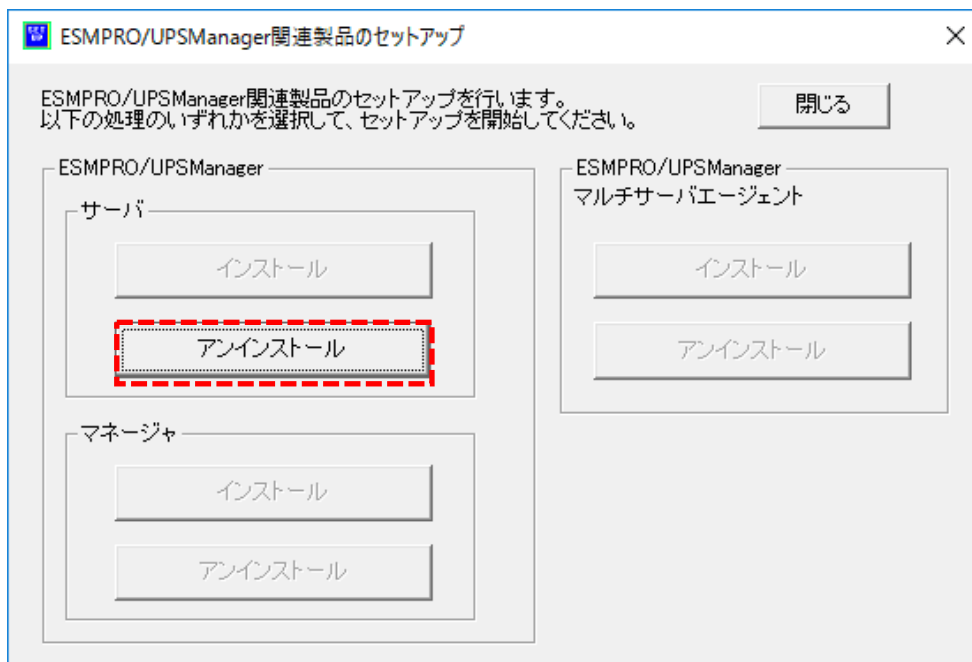 ESMPRO/UPSManager関連製品のセットアップ
ESMPRO/UPSManager関連製品のセットアップを行います。
以下の処理のいずれかを選択して、セットアップを開始してください。
閉じる
ESMPRO/UPSManager
サーバ
インストール
アンインストール
マネージャ
インストール
アンインストール
ESMPRO/UPSManager
マルチサーバエージェント
インストール
アンインストール